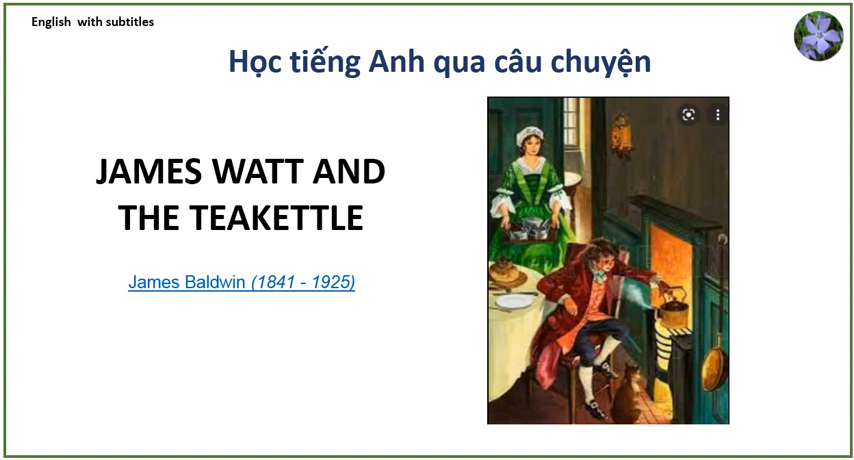 English with subtitles
Học tiếng Anh qua câu chuyện
JAMES WATT AND
THE TEAKETTLE
James Baldwin (1841 - 1925)